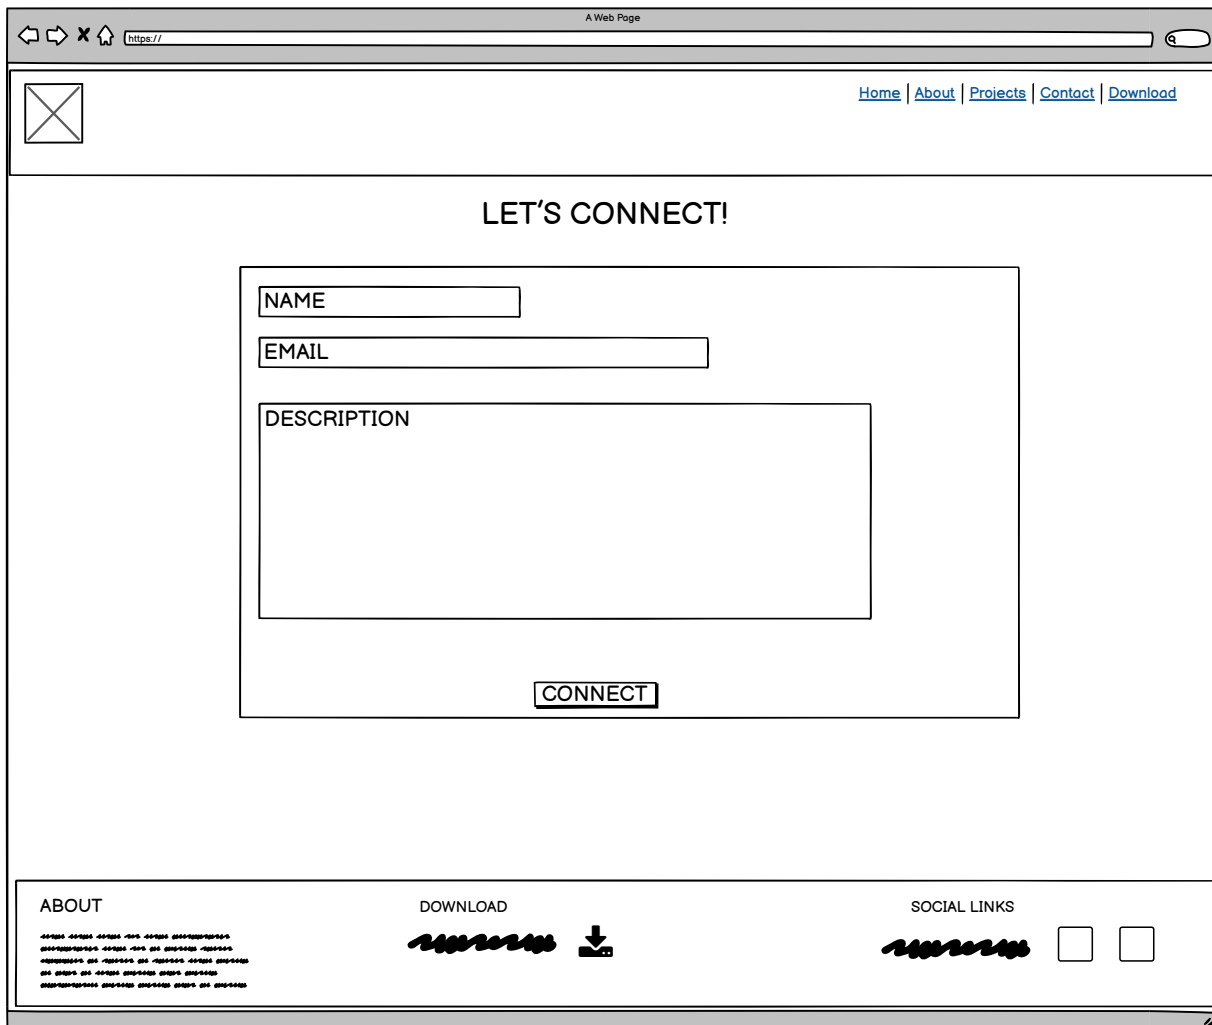 A Web Page
https://
Home | About | Projects | Contact | Download
LET'S CONNECT!
NAME
EMAIL
DESCRIPTION
CONNECT
ABOUT
DOWNLOAD
SOCIAL LINKS